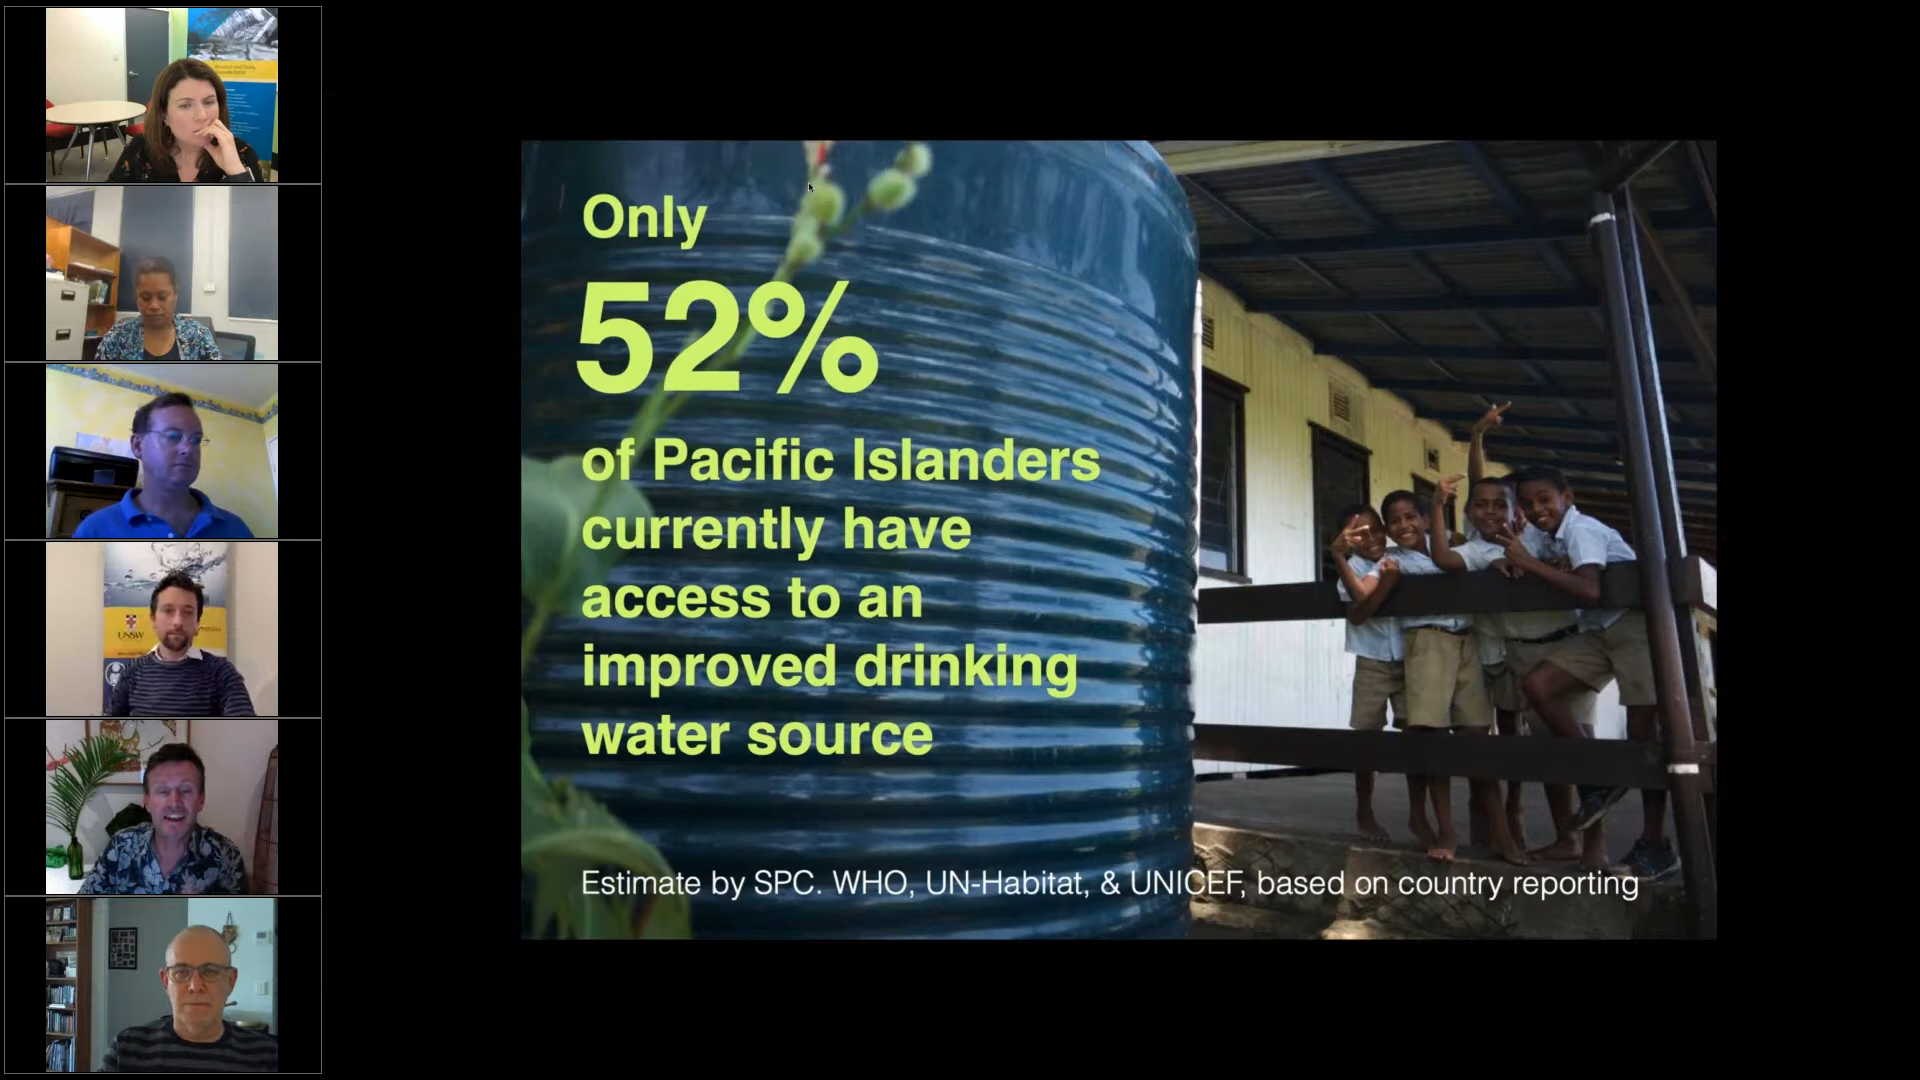 Only
52%
of Pacific Islanders
currently have
access to an
improved drinking
water source
Estimate by SPC. WHO, UN-Habitat, & UNICEF, based on country reporting
UNSW